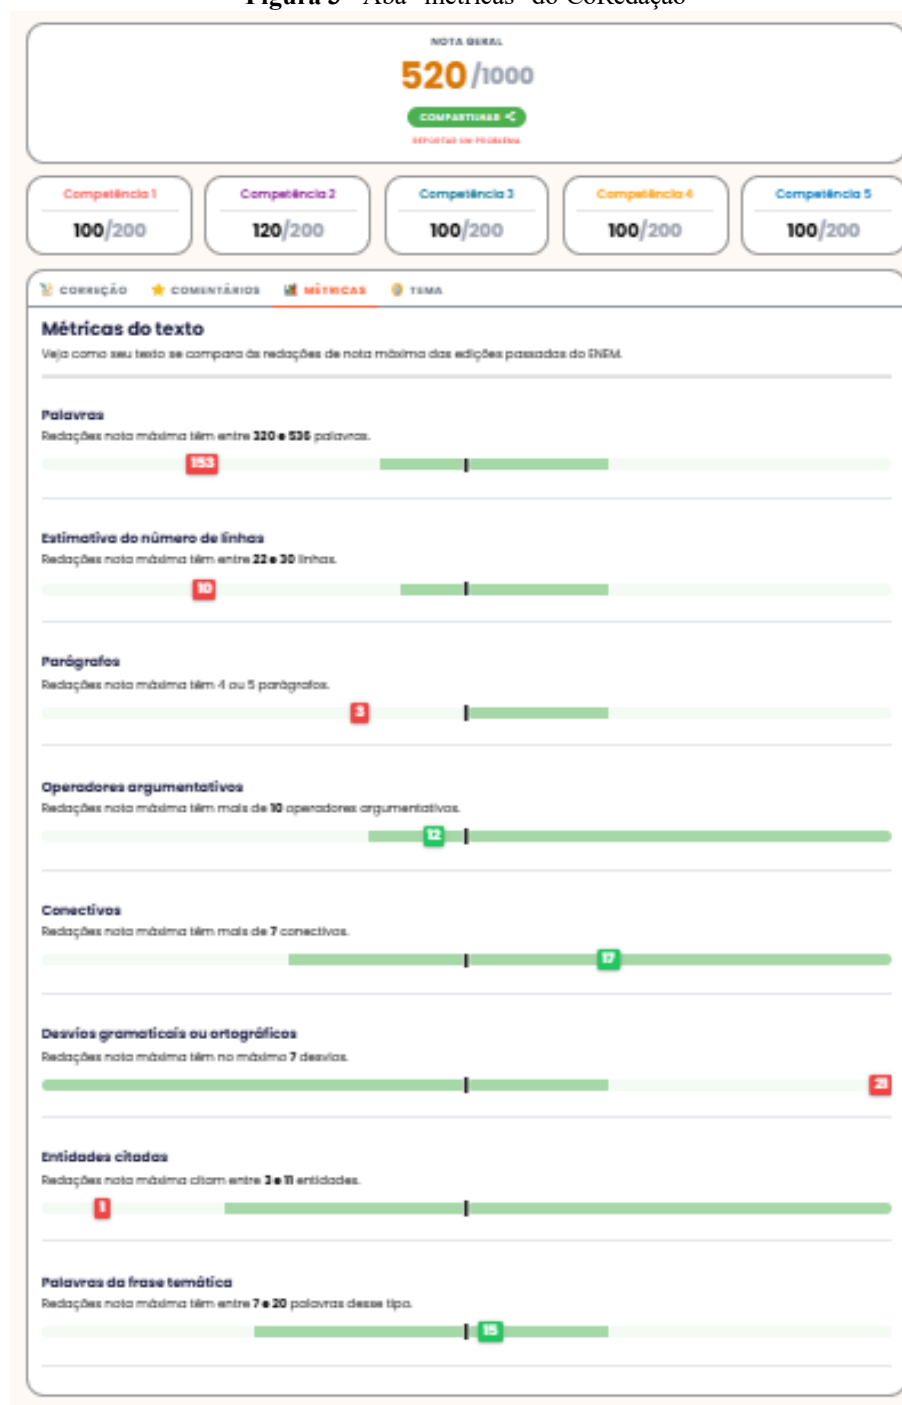 Figura 3 - Aba "métricas" do CoRedação
NOTA GERAL
520/1000
COMPARTILHAR
REPORTAR UM PROBLEMA
Competência 1
100/200
Competência 2
120/200
Competência 3
100/200
Competência 4
100/200
Competência 5
100/200
CORREÇÃO COMENTÁRIOS MÉTRICAS TEMA
Métricas do texto
Veja como seu texto se compara às redações de nota máxima das edições passadas do ENEM.
Palavras
Redações nota máxima têm entre 320 e 536 palavras.
153
Estimativa do número de linhas
Redações nota máxima têm entre 22 e 30 linhas.
10
Parágrafos
Redações nota máxima têm 4 ou 5 parágrafos.
3
Operadores argumentativos
Redações nota máxima têm mais de 10 operadores argumentativos.
12
Conectivos
Redações nota máxima têm mais de 7 conectivos.
17
Desvios gramaticais ou ortográficos
Redações nota máxima têm no máximo 7 desvios.
21
Entidades citadas
Redações nota máxima citam entre 3 e 11 entidades.
1
Palavras da frase temática
Redações nota máxima têm entre 7 e 20 palavras desse tipo.
15